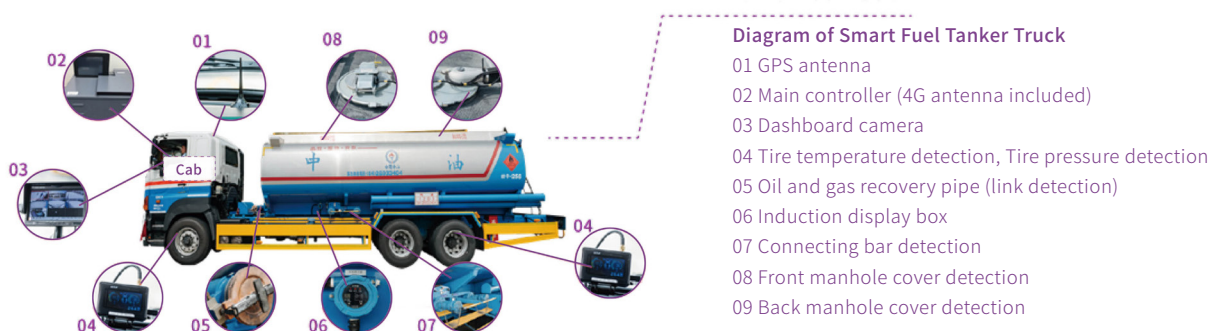 01
08
09
02
03
Cab
中 油
04
04
05
06
07
Diagram of Smart Fuel Tanker Truck
01 GPS antenna
02 Main controller (4G antenna included)
03 Dashboard camera
04 Tire temperature detection, Tire pressure detection
05 Oil and gas recovery pipe (link detection)
06 Induction display box
07 Connecting bar detection
08 Front manhole cover detection
09 Back manhole cover detection